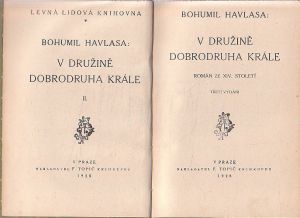 LEVNÁ LIDOVÁ KNIHOVNA
BOHUMIL HAVLASA:
V DRUŽINĚ
DOBRODRUHA KRÁLE
II.
V PRAZE
NAKLADATEL F. TOPIČ KNIHKUPEC
1928
BOHUMIL HAVLASA:
V DRUŽINĚ
DOBRODRUHA KRÁLE
ROMÁN ZE XIV. STOLETÍ
TŘETÍ VYDÁNÍ
V PRAZE
NAKLADATEL F. TOPIČ KNIHKUPEC
1928